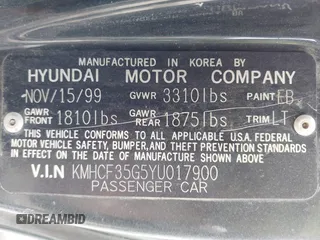 MANUFACTURED IN KOREA BY
HYUNDAI MOTOR COMPANY
NOV/15/99 GVWR 3310lbs PAINT EB
GAWR FRONT 1810lbs GAWR REAR 1875lbs TRIM LT
THIS VEHICLE CONFORMS TO ALL APPLICABLE U.S.A. FEDERAL
MOTOR VEHICLE SAFETY, BUMPER, AND THEFT PREVENTION
STANDARDS IN EFFECT ON THE DATE OF MANUFACTURE SHOWN ABOVE.
V.I.N KMHCF35G5YU017900
PASSENGER CAR
DREAMBID